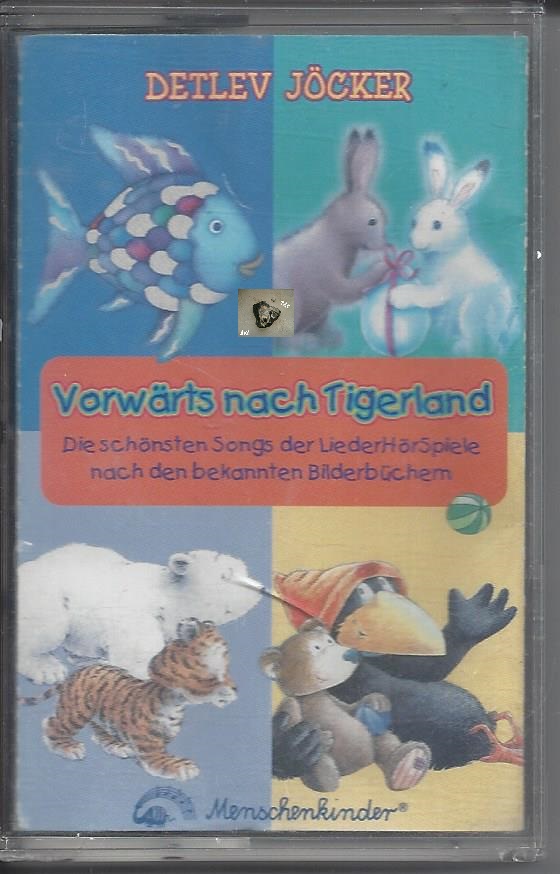 DETLEV JÖCKER
Vorwärts nach Tigerland
Die schönsten Songs der LiederHörSpiele
nach den bekannten Bilderbüchern
Menschenkinder®